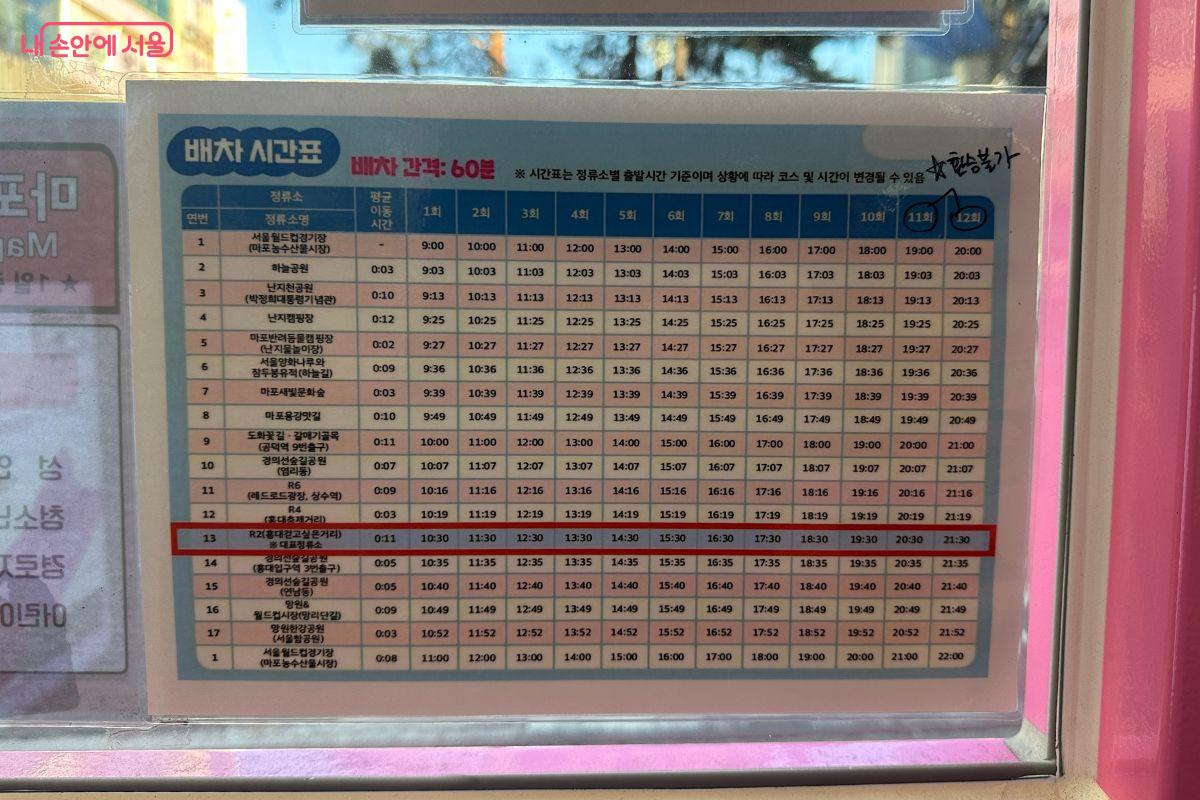 내 손안에 서울
배차 시간표
배차 간격: 60분
※ 시간표는 정류소별 출발시간 기준이며 상황에 따라 코스 및 시간이 변경될 수 있음
☆환승불가
연번 정류소 정류소명 평균 이동 시간 1회 2회 3회 4회 5회 6회 7회 8회 9회 10회 11회 12회
1 서울월드컵경기장 (마포농수산물시장) - 9:00 10:00 11:00 12:00 13:00 14:00 15:00 16:00 17:00 18:00 19:00 20:00
2 하늘공원 0:03 9:03 10:03 11:03 12:03 13:03 14:03 15:03 16:03 17:03 18:03 19:03 20:03
3 난지천공원 (박정희대통령기념관) 0:10 9:13 10:13 11:13 12:13 13:13 14:13 15:13 16:13 17:13 18:13 19:13 20:13
4 난지캠핑장 0:12 9:25 10:25 11:25 12:25 13:25 14:25 15:25 16:25 17:25 18:25 19:25 20:25
5 마포반려동물캠핑장 (난지물놀이장) 0:02 9:27 10:27 11:27 12:27 13:27 14:27 15:27 16:27 17:27 18:27 19:27 20:27
6 서울양화나루와 잠두봉유적(하늘길) 0:09 9:36 10:36 11:36 12:36 13:36 14:36 15:36 16:36 17:36 18:36 19:36 20:36
7 마포새빛문화숲 0:03 9:39 10:39 11:39 12:39 13:39 14:39 15:39 16:39 17:39 18:39 19:39 20:39
8 마포용강맛길 0:10 9:49 10:49 11:49 12:49 13:49 14:49 15:49 16:49 17:49 18:49 19:49 20:49
9 도화꽃길 · 갈매기골목 (공덕역 9번출구) 0:11 10:00 11:00 12:00 13:00 14:00 15:00 16:00 17:00 18:00 19:00 20:00 21:00
10 경의선숲길공원 (염리동) 0:07 10:07 11:07 12:07 13:07 14:07 15:07 16:07 17:07 18:07 19:07 20:07 21:07
11 R6 (레드로드광장, 상수역) 0:09 10:16 11:16 12:16 13:16 14:16 15:16 16:16 17:16 18:16 19:16 20:16 21:16
12 R4 (홍대축제거리) 0:03 10:19 11:19 12:19 13:19 14:19 15:19 16:19 17:19 18:19 19:19 20:19 21:19
13 R2(홍대걷고싶은거리) ※ 대표정류소 0:11 10:30 11:30 12:30 13:30 14:30 15:30 16:30 17:30 18:30 19:30 20:30 21:30
14 경의선숲길공원 (홍대입구역 3번출구) 0:05 10:35 11:35 12:35 13:35 14:35 15:35 16:35 17:35 18:35 19:35 20:35 21:35
15 경의선숲길공원 (연남동) 0:05 10:40 11:40 12:40 13:40 14:40 15:40 16:40 17:40 18:40 19:40 20:40 21:40
16 망원& 월드컵시장(망리단길) 0:09 10:49 11:49 12:49 13:49 14:49 15:49 16:49 17:49 18:49 19:49 20:49 21:49
17 망원한강공원 (서울함공원) 0:03 10:52 11:52 12:52 13:52 14:52 15:52 16:52 17:52 18:52 19:52 20:52 21:52
1 서울월드컵경기장 (마포농수산물시장) 0:08 11:00 12:00 13:00 14:00 15:00 16:00 17:00 18:00 19:00 20:00 21:00 22:00